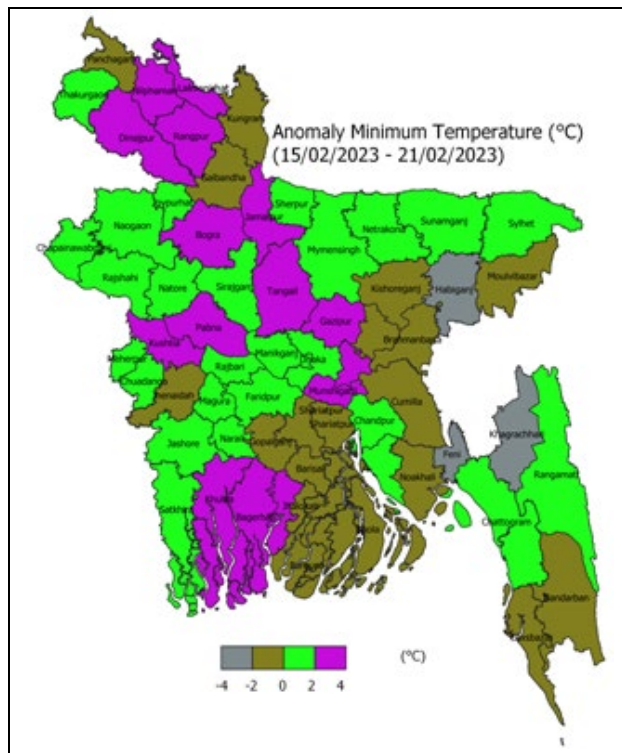 Panchagarh
Nilphamari
Lalmonirhat
Thakurgaon
Kurigram
Dinajpur
Rangpur
Anomaly Minimum Temperature (°C)
(15/02/2023 - 21/02/2023)
Gaibandha
Joypurhat
Sherpur
Jamalpur
Naogaon
Netrakona
Sunamganj
Sylhet
Bogra
Mymensingh
Chapainawabganj
Rajshahi
Natore
Sirajganj
Tangail
Kishoreganj
Habiganj
Moulvibazar
Pabna
Gazipur
Kushtia
Brahmanbaria
Meherpur
Manikganj
Dhaka
Rajbari
Chuadanga
Jhenaidah
Magura
Faridpur
Munshiganj
Cumilla
Shariatpur
Shariatpur
Chandpur
Khagrachhari
Jashore
Narail
Gopalganj
Feni
Rangamati
Barisal
Noakhali
Satkhira
Khulna
Bagerhat
Chattogram
Bhola
Bandarban
(°C)
-4 -2 0 2 4